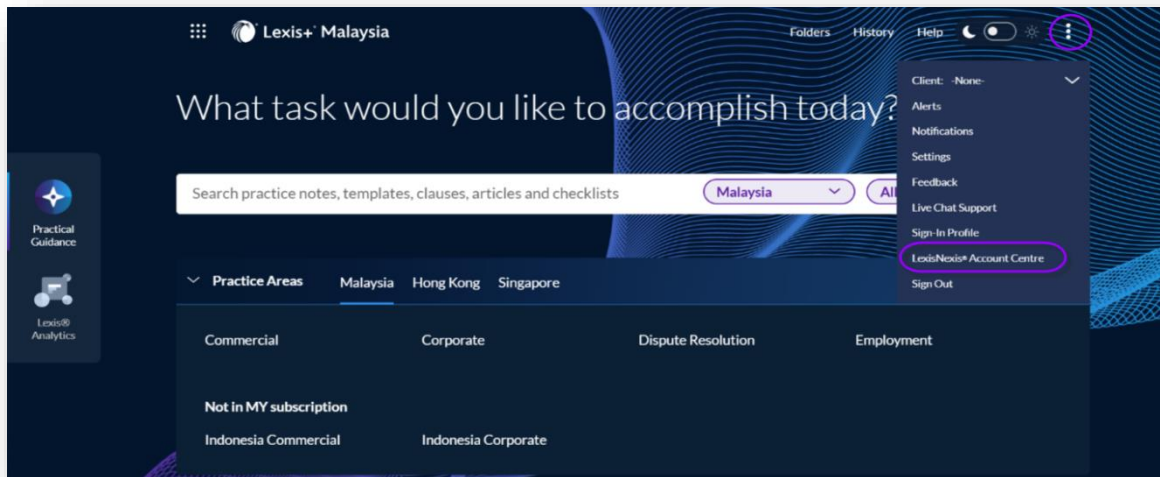 Lexis+® Malaysia
Folders History Help
Client: -None-
Alerts
Notifications
Settings
Feedback
Live Chat Support
Sign-In Profile
LexisNexis® Account Centre
Sign Out
What task would you like to accomplish today?
Practical
Guidance
Lexis®
Analytics
Search practice notes, templates, clauses, articles and checklists Malaysia
Practice Areas Malaysia Hong Kong Singapore
Commercial Corporate Dispute Resolution Employment
Not in MY subscription
Indonesia Commercial Indonesia Corporate